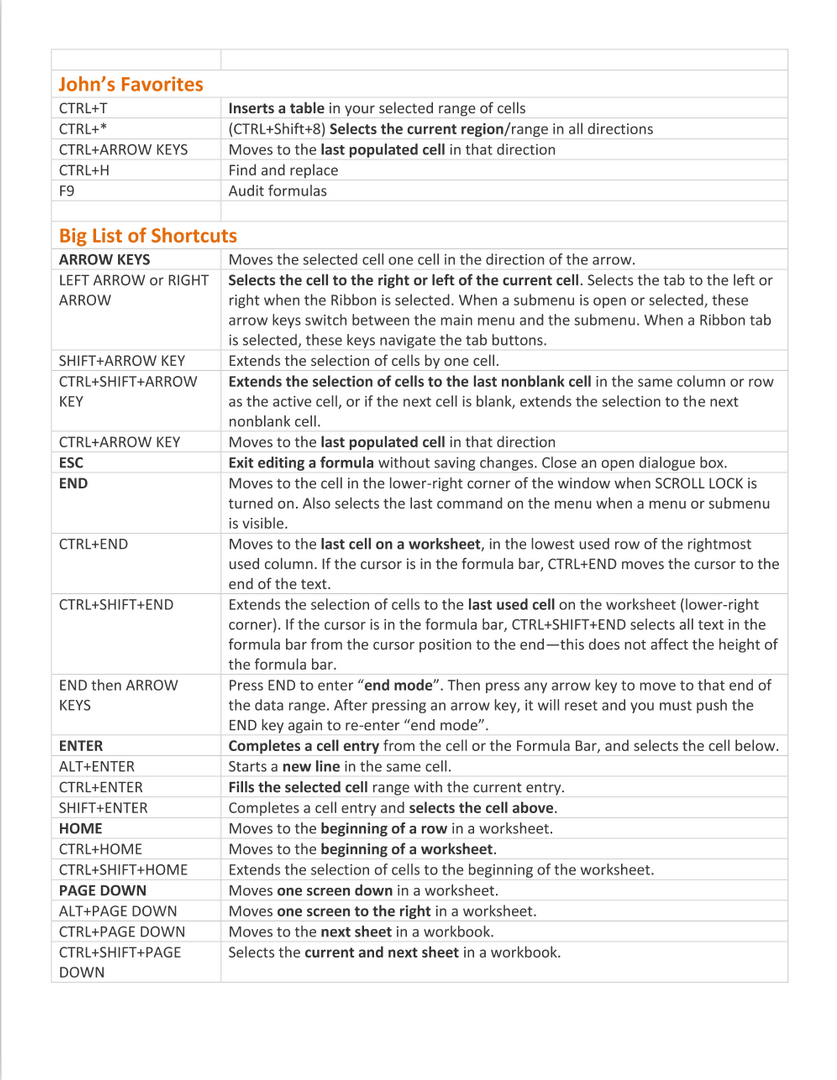 John's Favorites
CTRL+T Inserts a table in your selected range of cells
CTRL+* (CTRL+Shift+8) Selects the current region/range in all directions
CTRL+ARROW KEYS Moves to the last populated cell in that direction
CTRL+H Find and replace
F9 Audit formulas
Big List of Shortcuts
ARROW KEYS Moves the selected cell one cell in the direction of the arrow.
LEFT ARROW or RIGHT Selects the cell to the right or left of the current cell. Selects the tab to the left or
ARROW right when the Ribbon is selected. When a submenu is open or selected, these
arrow keys switch between the main menu and the submenu. When a Ribbon tab
is selected, these keys navigate the tab buttons.
SHIFT+ARROW KEY Extends the selection of cells by one cell.
CTRL+SHIFT+ARROW Extends the selection of cells to the last nonblank cell in the same column or row
KEY as the active cell, or if the next cell is blank, extends the selection to the next
nonblank cell.
CTRL+ARROW KEY Moves to the last populated cell in that direction
ESC Exit editing a formula without saving changes. Close an open dialogue box.
END Moves to the cell in the lower-right corner of the window when SCROLL LOCK is
turned on. Also selects the last command on the menu when a menu or submenu
is visible.
CTRL+END Moves to the last cell on a worksheet, in the lowest used row of the rightmost
used column. If the cursor is in the formula bar, CTRL+END moves the cursor to the
end of the text.
CTRL+SHIFT+END Extends the selection of cells to the last used cell on the worksheet (lower-right
corner). If the cursor is in the formula bar, CTRL+SHIFT+END selects all text in the
formula bar from the cursor position to the end—this does not affect the height of
the formula bar.
END then ARROW Press END to enter “end mode”. Then press any arrow key to move to that end of
KEYS the data range. After pressing an arrow key, it will reset and you must push the
END key again to re-enter “end mode”.
ENTER Completes a cell entry from the cell or the Formula Bar, and selects the cell below.
ALT+ENTER Starts a new line in the same cell.
CTRL+ENTER Fills the selected cell range with the current entry.
SHIFT+ENTER Completes a cell entry and selects the cell above.
HOME Moves to the beginning of a row in a worksheet.
CTRL+HOME Moves to the beginning of a worksheet.
CTRL+SHIFT+HOME Extends the selection of cells to the beginning of the worksheet.
PAGE DOWN Moves one screen down in a worksheet.
ALT+PAGE DOWN Moves one screen to the right in a worksheet.
CTRL+PAGE DOWN Moves to the next sheet in a workbook.
CTRL+SHIFT+PAGE Selects the current and next sheet in a workbook.
DOWN